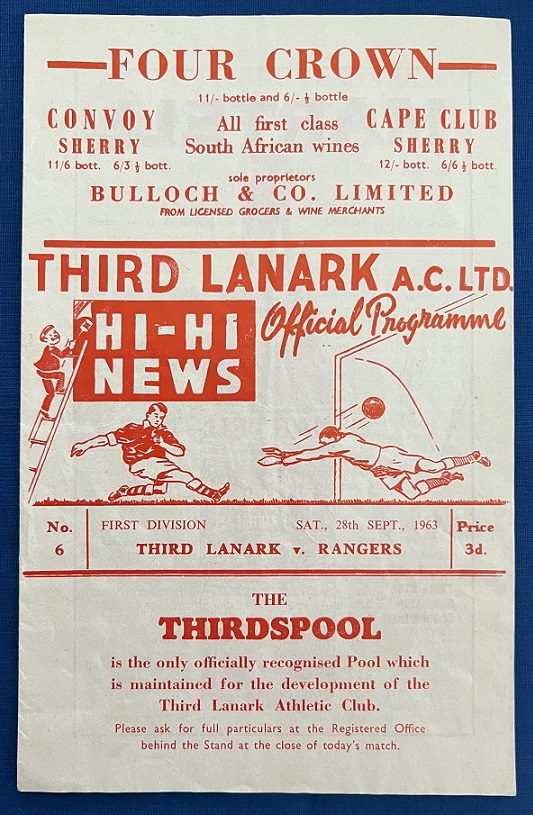 FOUR CROWN
11/- bottle and 6/- ½ bottle
CONVOY
SHERRY
11/6 bott. 6/3 ½ bott.
All first class
South African wines
CAPE CLUB
SHERRY
12/- bott. 6/6 ½ bott.
sole proprietors
BULLOCH & CO. LIMITED
FROM LICENSED GROCERS & WINE MERCHANTS
THIRD LANARK A.C. LTD.
HI-HI
NEWS
Official Programme
No.
6
FIRST DIVISION SAT., 28th SEPT., 1963
THIRD LANARK v. RANGERS
Price
3d.
THE
THIRDSPOOL
is the only officially recognised Pool which
is maintained for the development of the
Third Lanark Athletic Club.
Please ask for full particulars at the Registered Office
behind the Stand at the close of today's match.